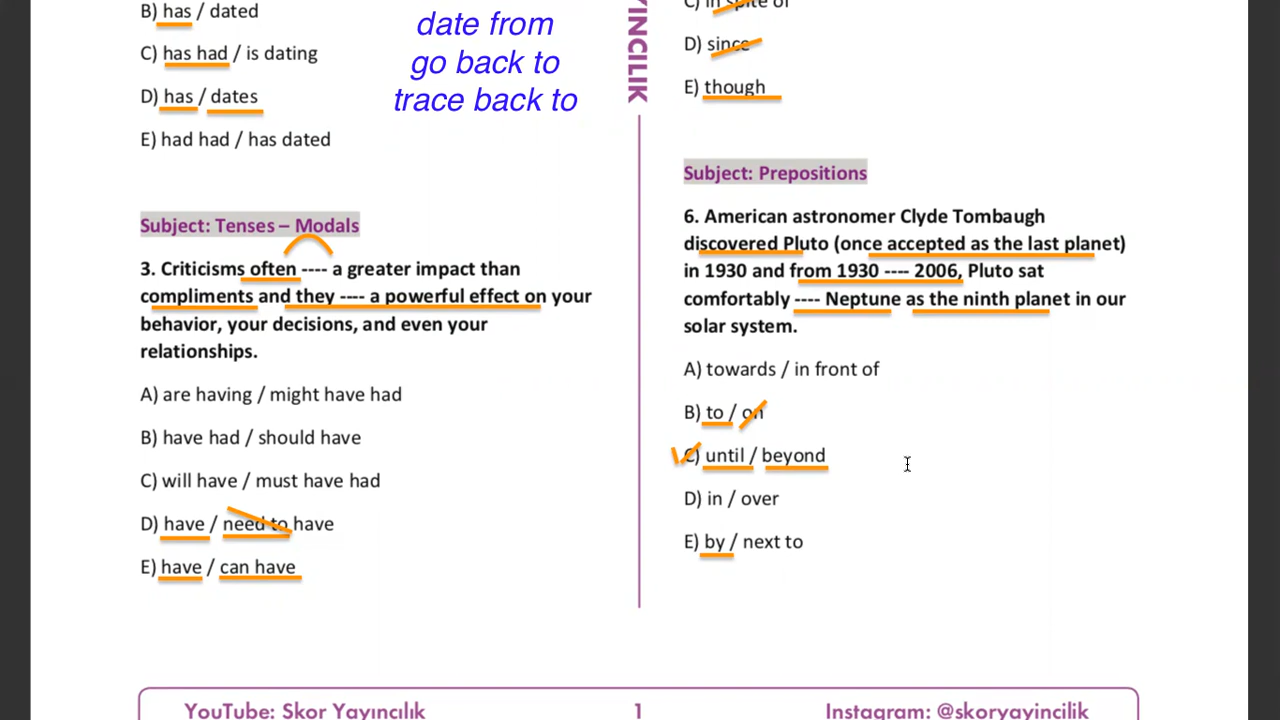 B) has / dated
C) has had / is dating
D) has / dates
E) had had / has dated
date from
go back to
trace back to
Subject: Tenses – Modals
3. Criticisms often ---- a greater impact than
compliments and they ---- a powerful effect on your
behavior, your decisions, and even your
relationships.
A) are having / might have had
B) have had / should have
C) will have / must have had
D) have / need to have
E) have / can have
YINCILIK
C) in spite of
D) since
E) though
Subject: Prepositions
6. American astronomer Clyde Tombaugh
discovered Pluto (once accepted as the last planet)
in 1930 and from 1930 ---- 2006, Pluto sat
comfortably ---- Neptune as the ninth planet in our
solar system.
A) towards / in front of
B) to / on
C) until / beyond
D) in / over
E) by / next to
YouTube: Skor Yayıncılık
1
Instagram: @skoryayincilik